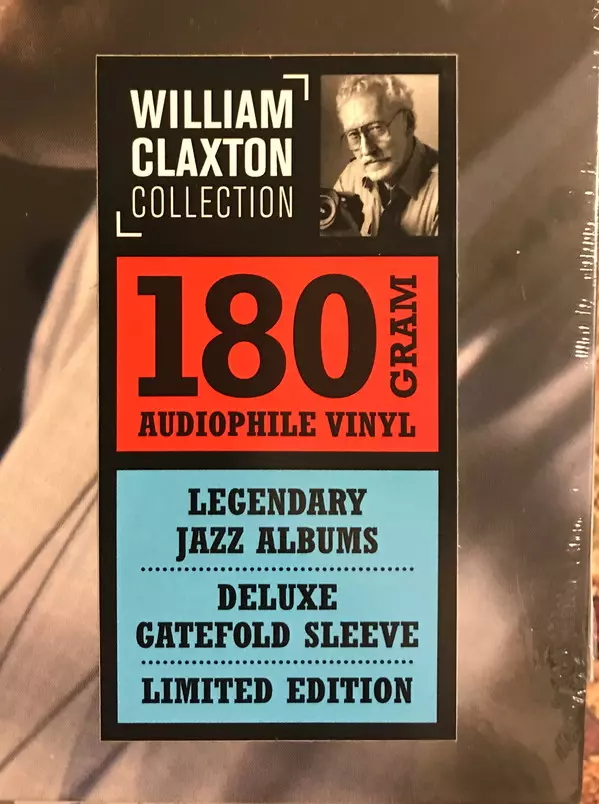 WILLIAM
CLAXTON
COLLECTION
180
GRAM
AUDIOPHILE VINYL
LEGENDARY
JAZZ ALBUMS
DELUXE
GATEFOLD SLEEVE
LIMITED EDITION